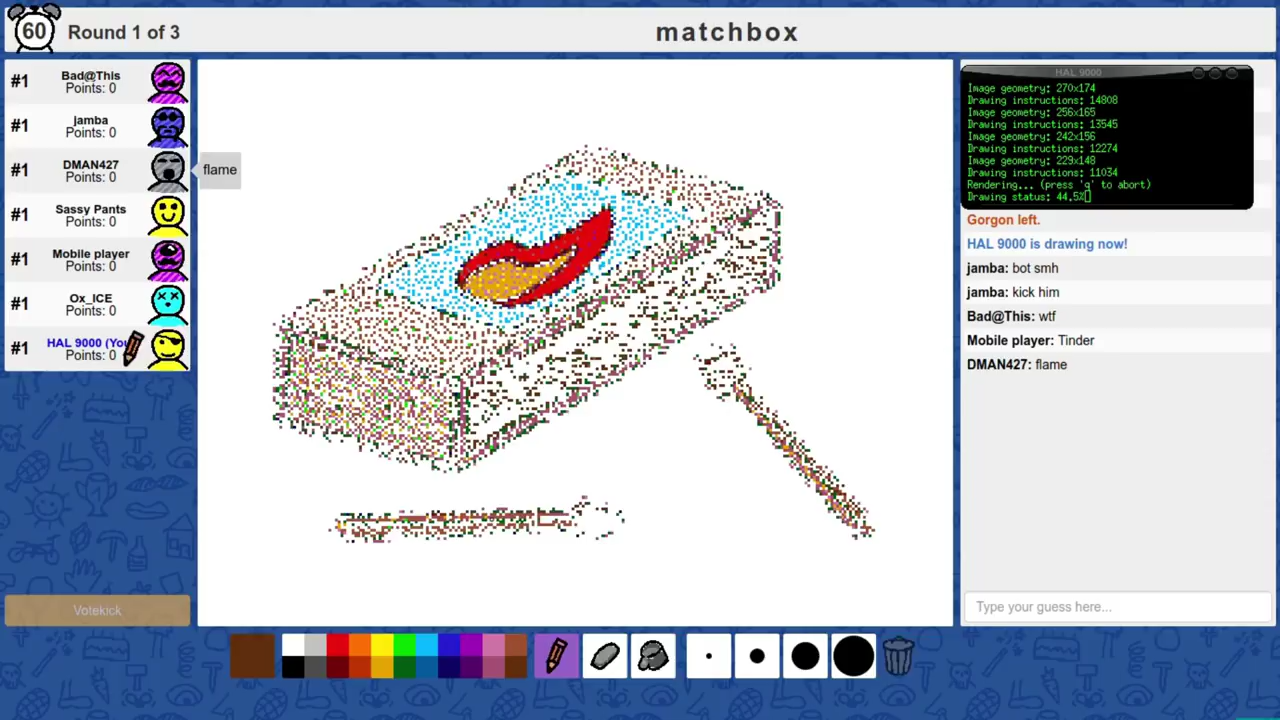 60
Round 1 of 3
matchbox
#1
Bad@This
Points: 0
#1
jamba
Points: 0
#1
DMAN427
Points: 0
flame
#1
Sassy Pants
Points: 0
#1
Mobile player
Points: 0
#1
Ox_ICE
Points: 0
#1
HAL 9000 (You
Points: 0
Votekick
HAL 9000
Image geometry: 270x174
Drawing instructions: 14808
Image geometry: 256x165
Drawing instructions: 13545
Image geometry: 242x156
Drawing instructions: 12274
Image geometry: 229x148
Drawing instructions: 11034
Rendering... (press 'q' to abort)
Drawing status: 44.5%
Gorgon left.
HAL 9000 is drawing now!
jamba: bot smh
jamba: kick him
Bad@This: wtf
Mobile player: Tinder
DMAN427: flame
Type your guess here...